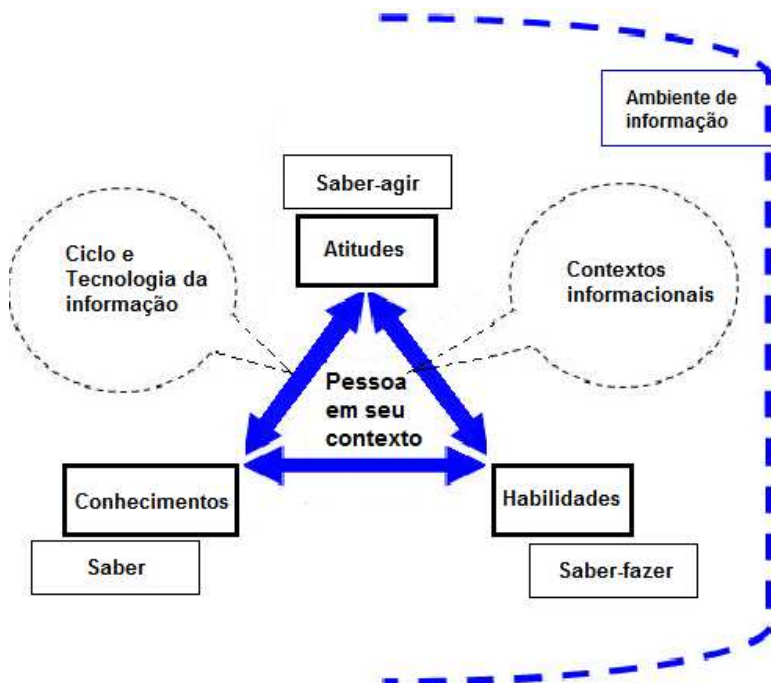 Ambiente de
informação
Saber-agir
Atitudes
Ciclo e
Tecnologia da
informação
Contextos
informacionais
Pessoa
em seu
contexto
Conhecimentos
Habilidades
Saber
Saber-fazer